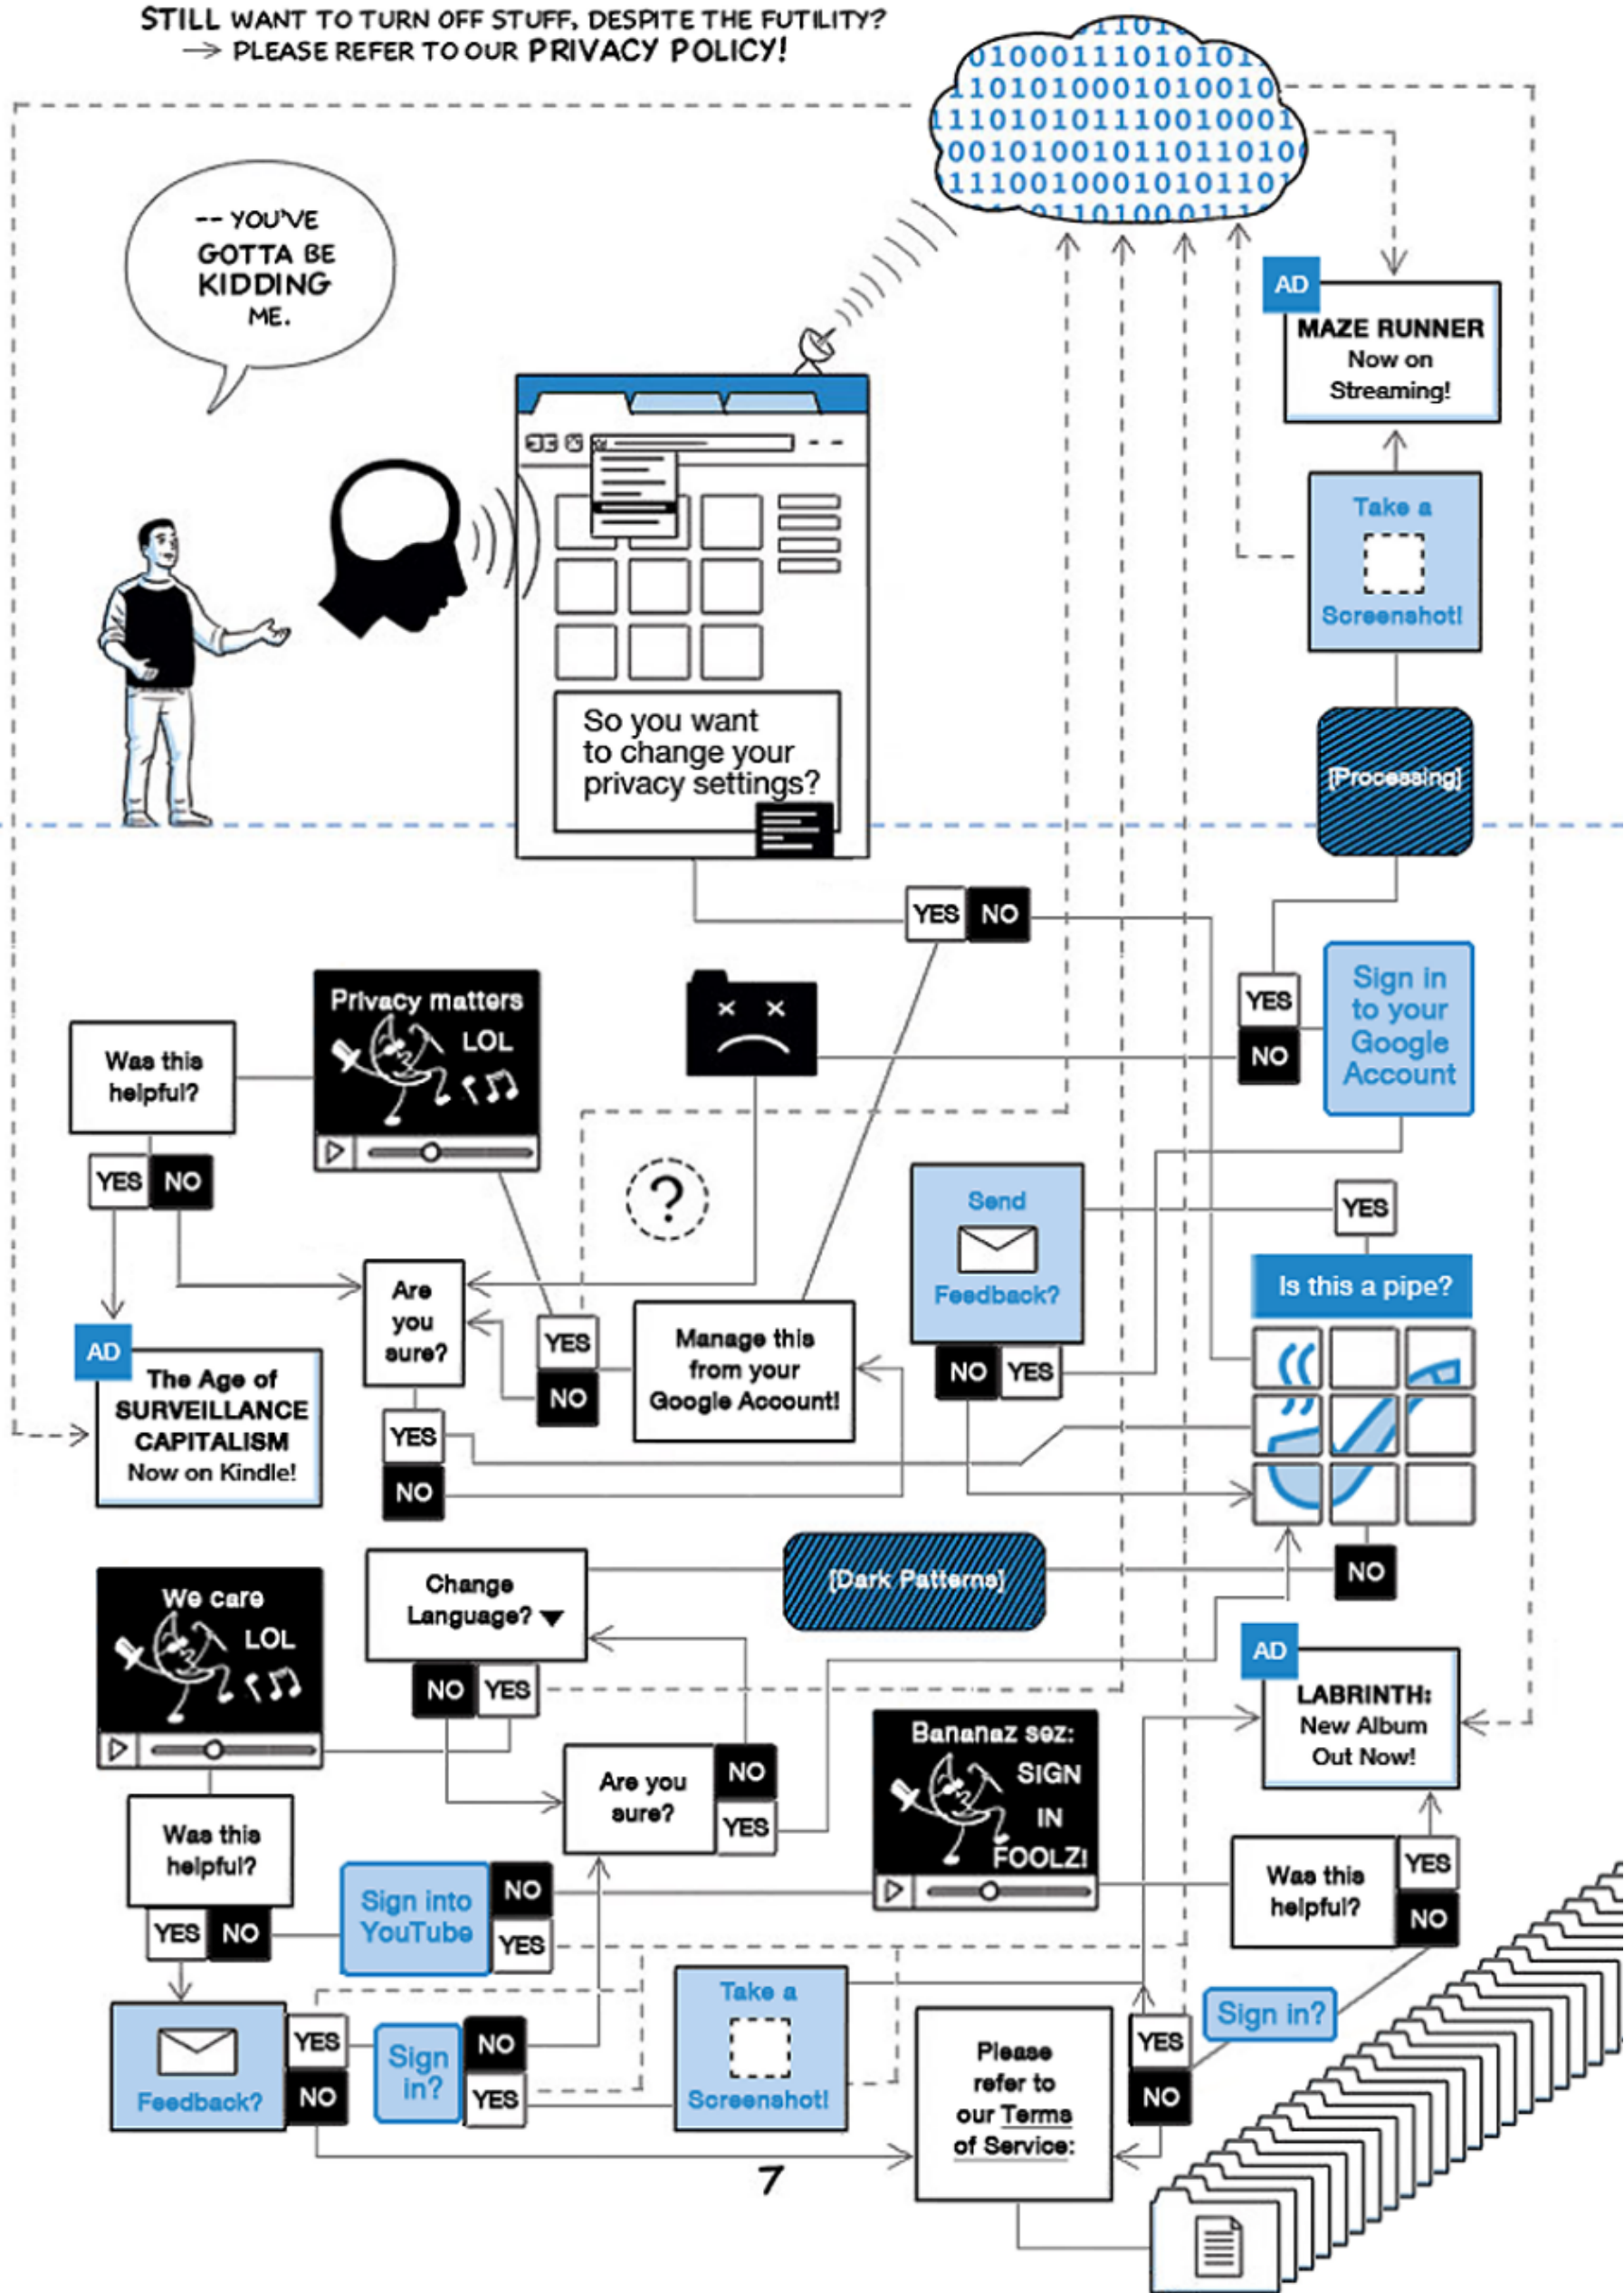 STILL WANT TO TURN OFF STUFF, DESPITE THE FUTILITY?
→ PLEASE REFER TO OUR PRIVACY POLICY!
11010
01000111010101
1101010001010010
1110101011100100001
001010010110110100
1110010001010110
011010001110
-- YOU'VE
GOTTA BE
KIDDING
ME.
AD
MAZE RUNNER
Now on
Streaming!
Take a
Screenshot!
[Processing]
So you want
to change your
privacy settings?
YES NO
Sign in
to your
Google
Account
YES
NO
Privacy matters
LOL
Was this
helpful?
YES NO
?
Send
Feedback?
NO YES
YES
Is this a pipe?
NO
Are
you
sure?
YES
NO
YES
NO
Manage this
from your
Google Account!
AD
The Age of
SURVEILLANCE
CAPITALISM
Now on Kindle!
[Dark Patterns]
Change
Language?
NO YES
We care
LOL
Was this
helpful?
YES NO
Are you
sure?
NO
YES
Bananaz sez:
SIGN
IN
FOOLZ!
AD
LABRINTH:
New Album
Out Now!
Was this
helpful?
YES
NO
Sign into
YouTube
NO
YES
Feedback?
YES
NO
Sign
in?
NO
YES
Take a
Screenshot!
Please
refer to
our Terms
of Service:
YES
NO
Sign in?
7